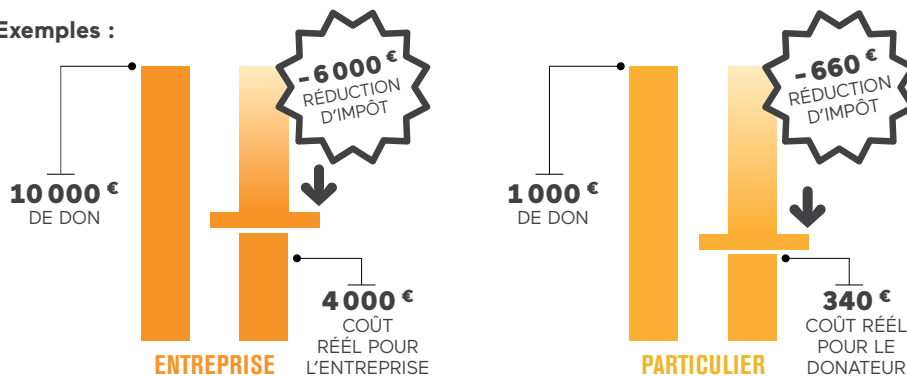 Exemples :
-6 000 €
RÉDUCTION
D'IMPÔT
10 000 €
DE DON
4 000 €
COÛT
RÉÉL POUR
L'ENTREPRISE
ENTREPRISE
-660 €
RÉDUCTION
D'IMPÔT
1 000 €
DE DON
340 €
COÛT RÉEL
POUR LE
DONATEUR
PARTICULIER